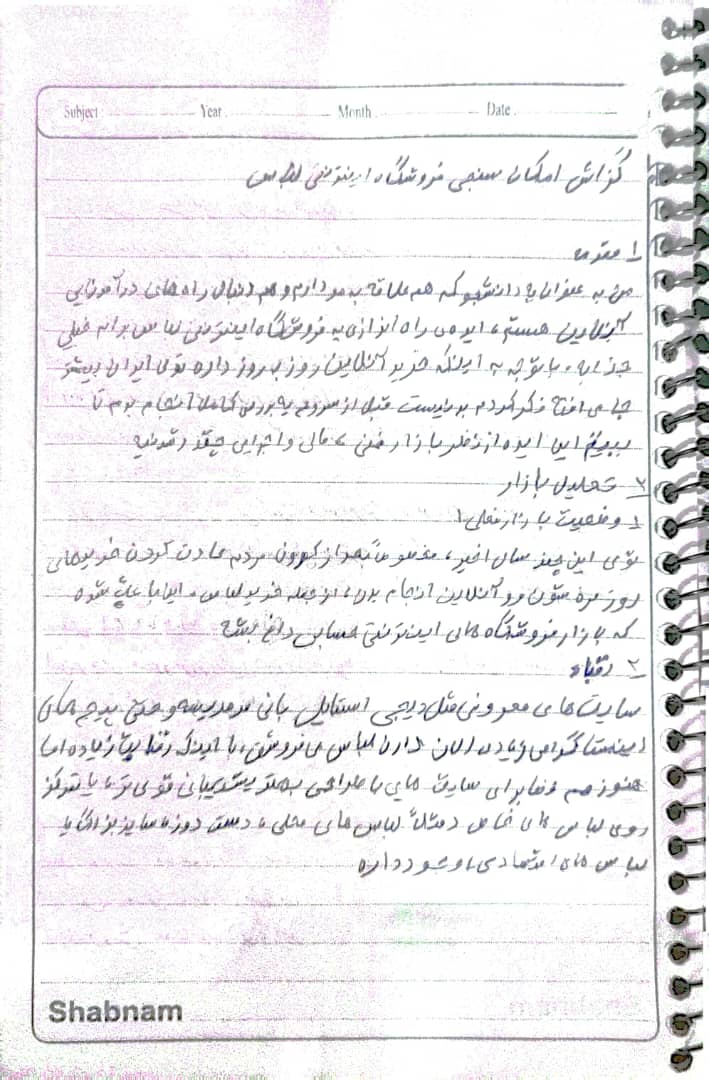 Subject: Year. Month. Date.
گزارش امکان سنجی فروشگاه اینترنتی لباس
۱ مقدمه
من به عنوان یه دانشجو که هم علاقه به مد دارم و هم دنبال راه های درآمدزایی
آنلاین هستم، ایده ی راه اندازی یه فروشگاه اینترنتی لباس برام خیلی
جذابه. با توجه به اینکه خرید آنلاین روز به روز داره توی ایران بیشتر
جا می افته فکر کردم بد نیست قبل از شروع یه بررسی کامل انجام بدم تا
ببینم این ایده از نظر بازار فنی، مالی و اجرایی چقدر شدنیه
۲ تحلیل بازار
۱ وضعیت بازار فعلی:
توی این چند سال اخیر، مخصوصاً بعد از کرونا مردم عادت کردن خریدهای
روز مره شون رو آنلاین انجام بدن، از جمله خرید لباس. اینا باعث شده
که بازار فروشگاه های اینترنتی حسابی داغ بشه
۲ رقبا:
سایت های معروفی مثل دیجی استایل بانی مد مدیسه و حتی پیج های
اینستاگرامی زیادی الان دارن لباس می فروشن، با اینکه رقابت زیاده اما
هنوز هم فضا برای سایت هایی با طراحی بهتر پشتیبانی قوی تر، یا تمرکز
روی لباس های خاص (مثلاً لباس های محلی، دست دوز، سایز بزرگ یا
لباس های اقتصادی) وجود داره
Shabnam